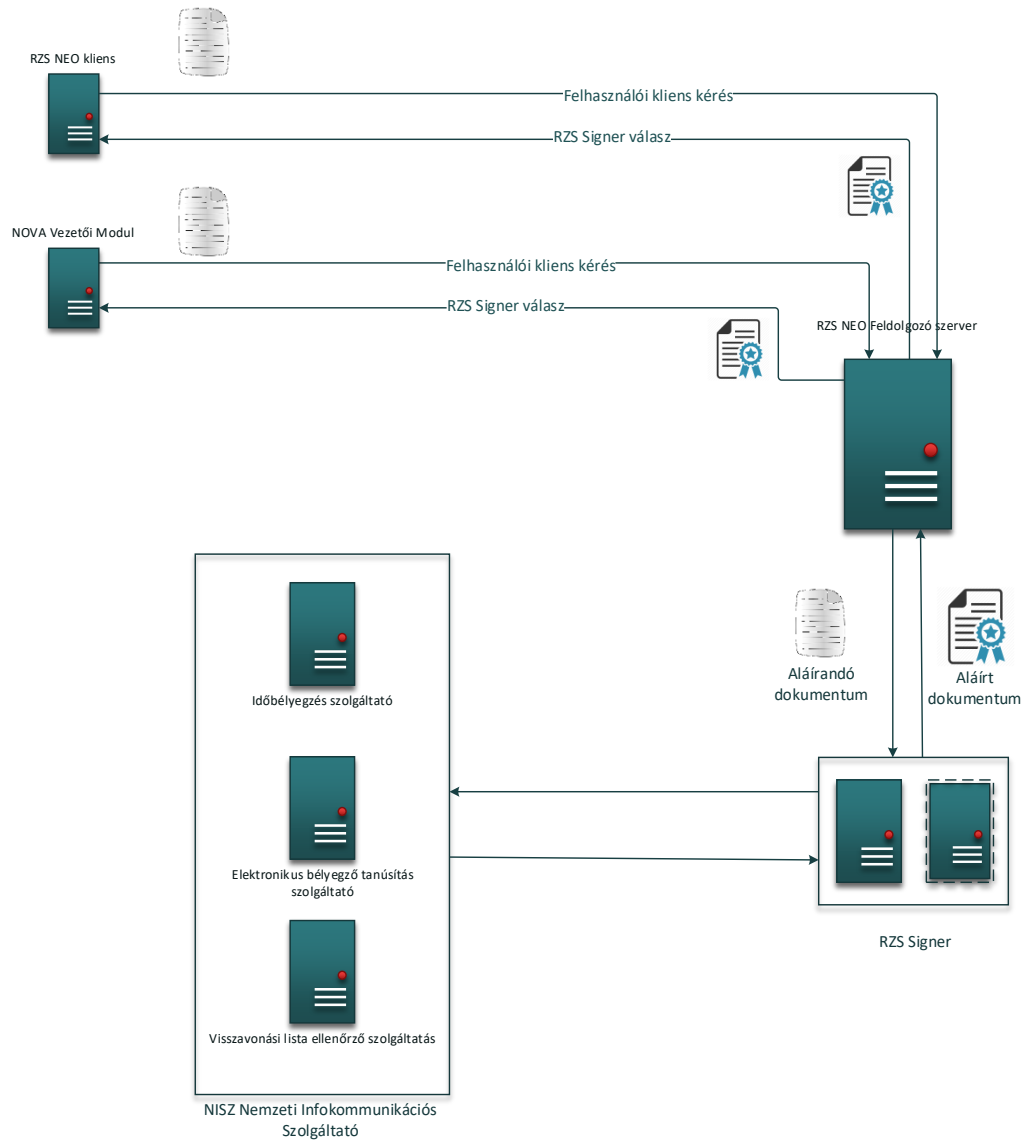 RZS NEO kliens
Felhasználói kliens kérés
RZS Signer válasz
NOVA Vezetői Modul
Felhasználói kliens kérés
RZS Signer válasz
RZS NEO Feldolgozó szerver
Időbélyegzés szolgáltató
Aláírandó
dokumentum
Aláírt
dokumentum
Elektronikus bélyegző tanúsítás
szolgáltató
RZS Signer
Visszavonási lista ellenőrző szolgáltatás
NISZ Nemzeti Infokommunikációs
Szolgáltató